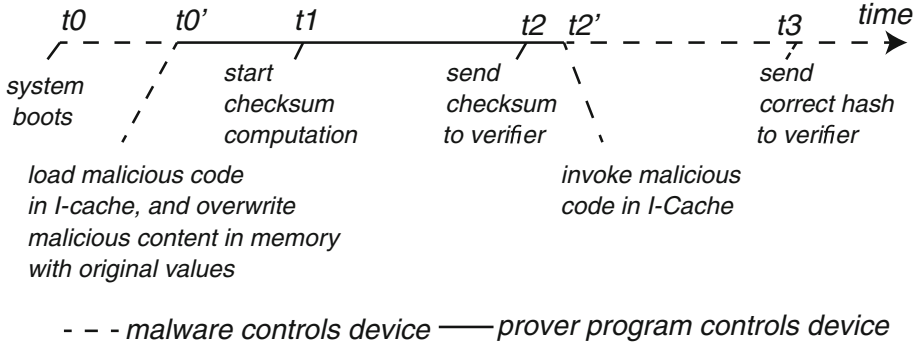 t0 t0' t1 t2 t2' t3 time
system
boots
start
checksum
computation
send
checksum
to verifier
send
correct hash
to verifier
load malicious code
in I-cache, and overwrite
malicious content in memory
with original values
invoke malicious
code in I-Cache
malware controls device prover program controls device